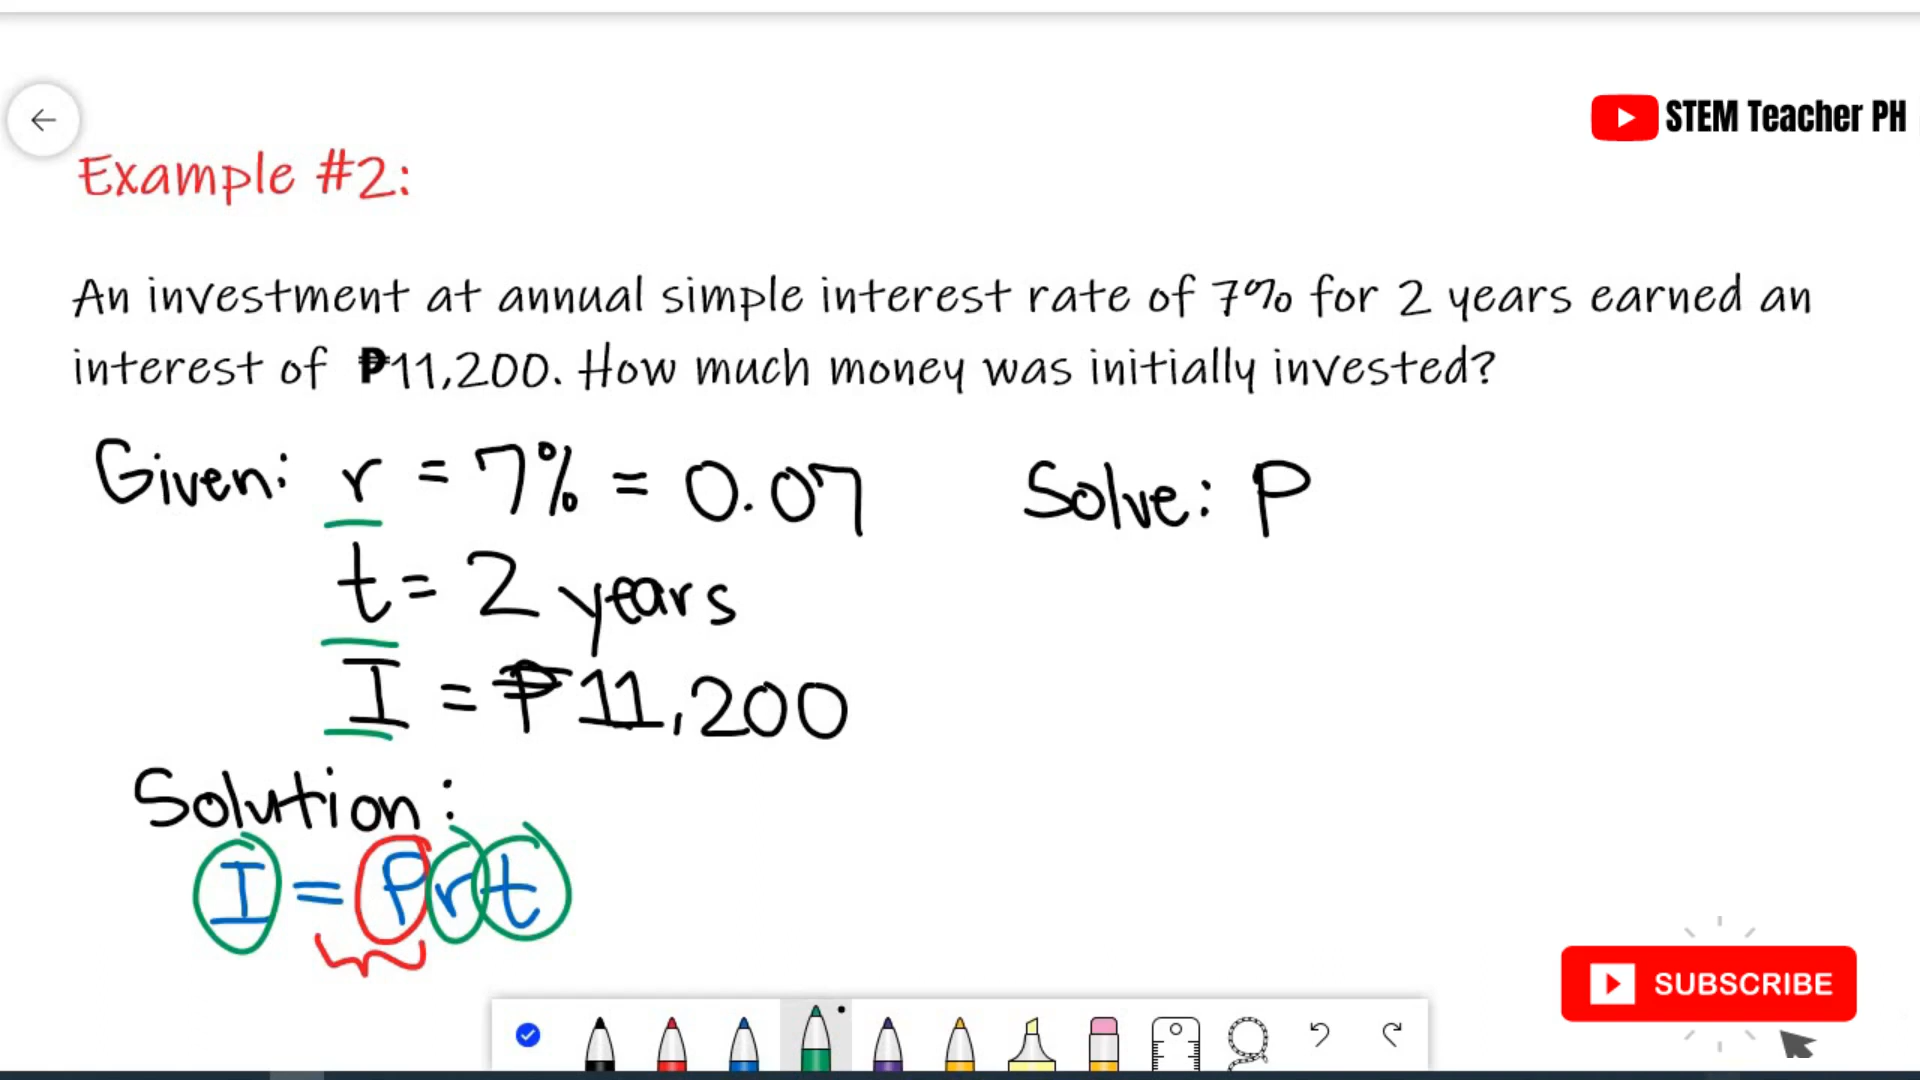 STEM Teacher PH
Example #2:
An investment at annual simple interest rate of 7% for 2 years earned an
interest of ₱11,200. How much money was initially invested?
Given: r = 7% = 0.07
Solve: P
t = 2 years
I = ₱11,200
Solution:
I = Prt
SUBSCRIBE